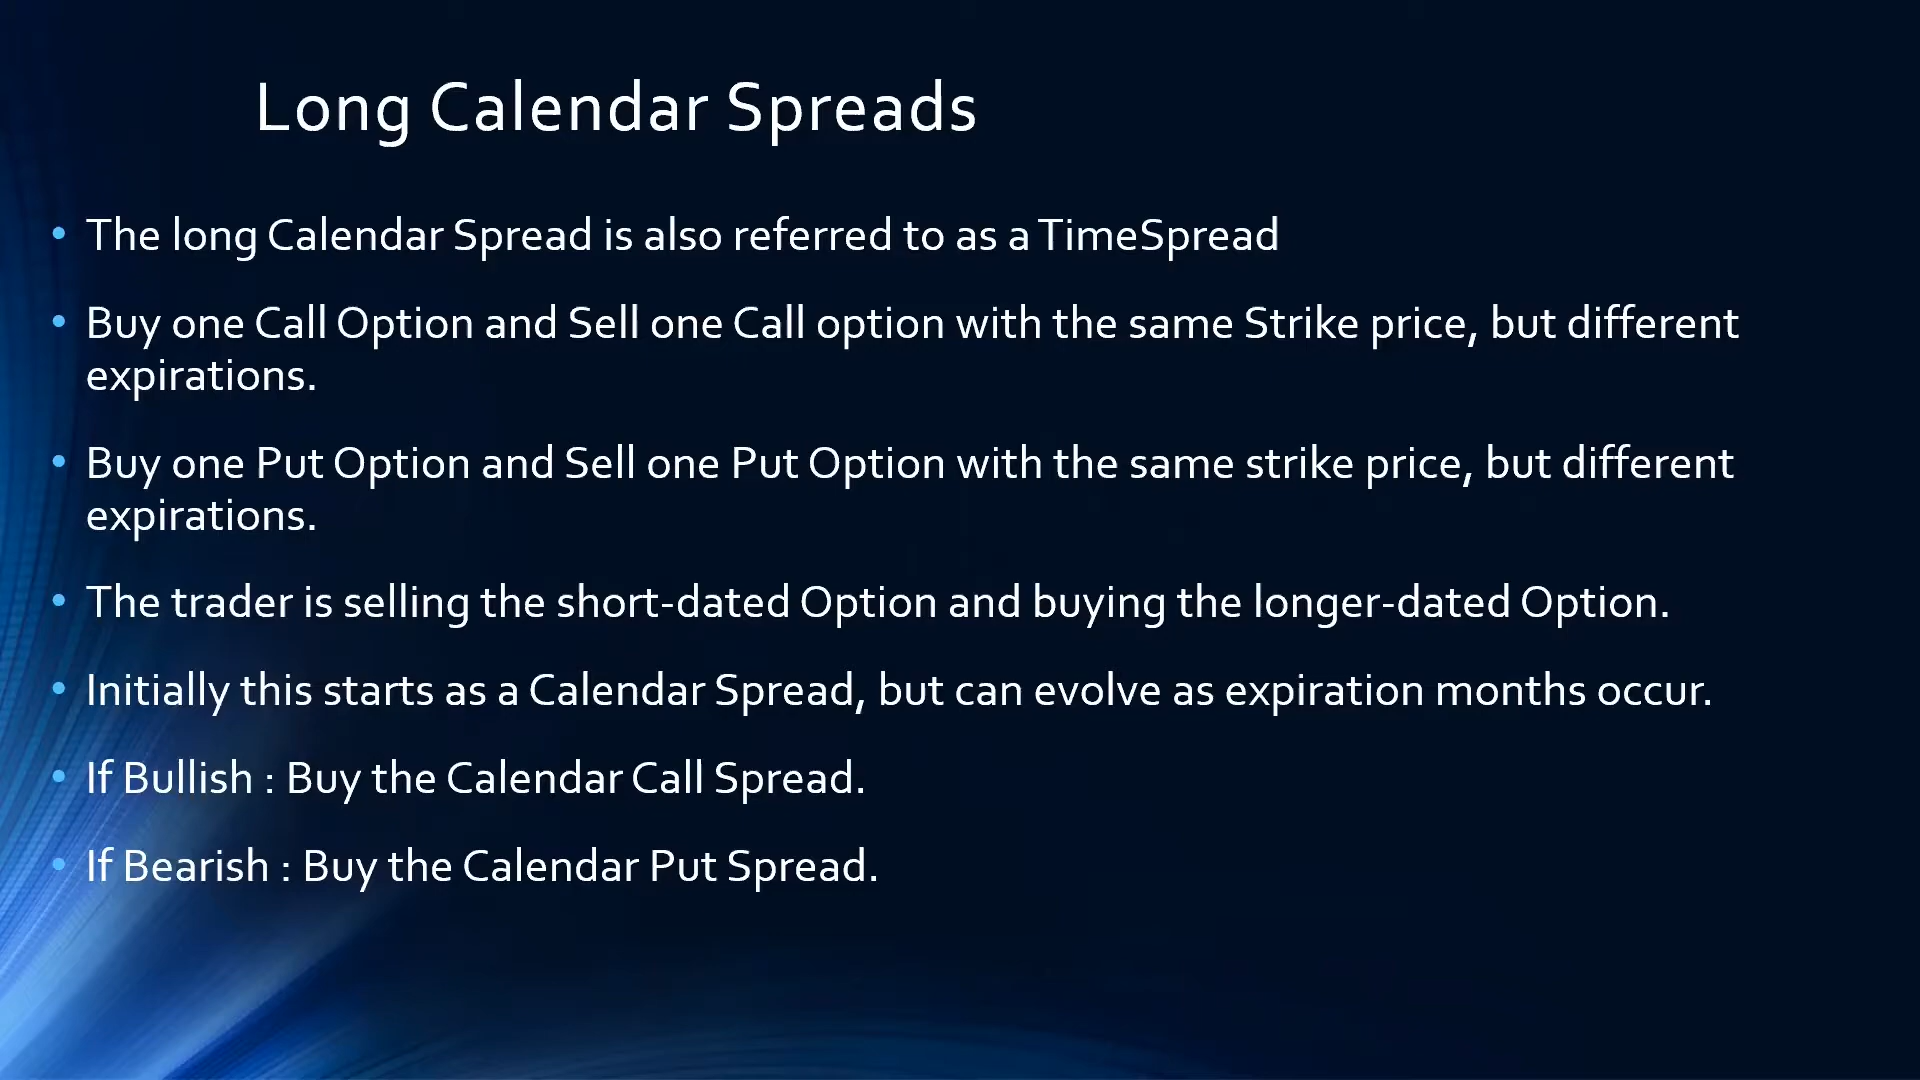 Long Calendar Spreads
• The long Calendar Spread is also referred to as a TimeSpread
• Buy one Call Option and Sell one Call option with the same Strike price, but different
expirations.
• Buy one Put Option and Sell one Put Option with the same strike price, but different
expirations.
• The trader is selling the short-dated Option and buying the longer-dated Option.
• Initially this starts as a Calendar Spread, but can evolve as expiration months occur.
• If Bullish : Buy the Calendar Call Spread.
• If Bearish : Buy the Calendar Put Spread.